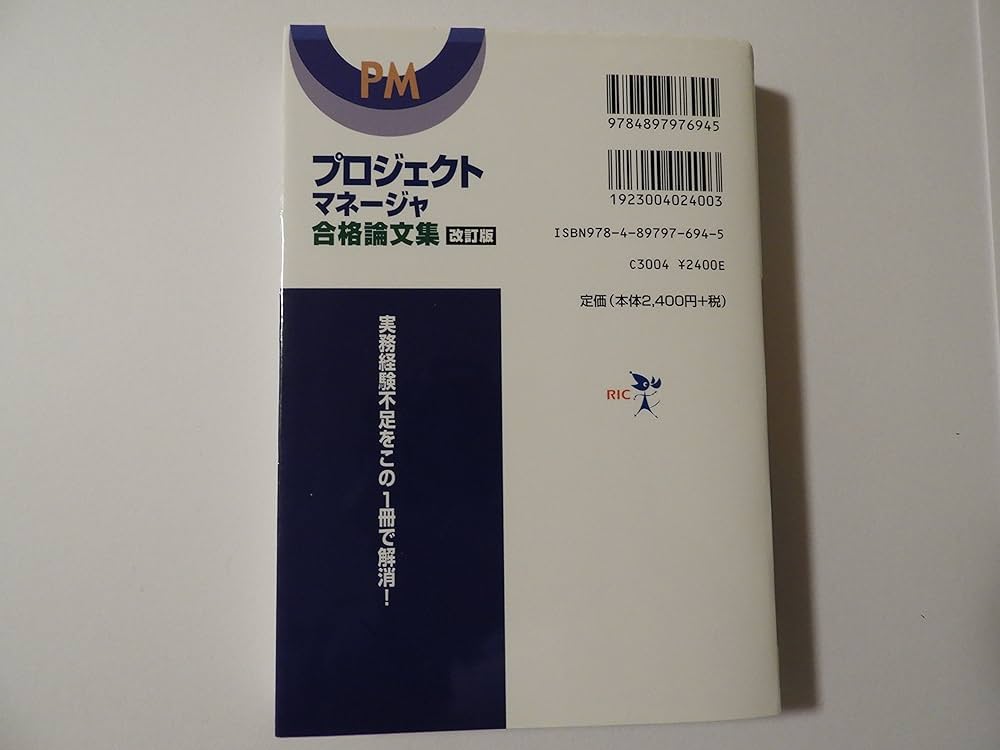 PM
プロジェクト
マネージャ
合格論文集 改訂版
実務経験不足をこの1冊で解消!
9784897976945
1923004024003
ISBN978-4-89797-694-5
C3004 ¥2400E
定価(本体2,400円+税)
RIC